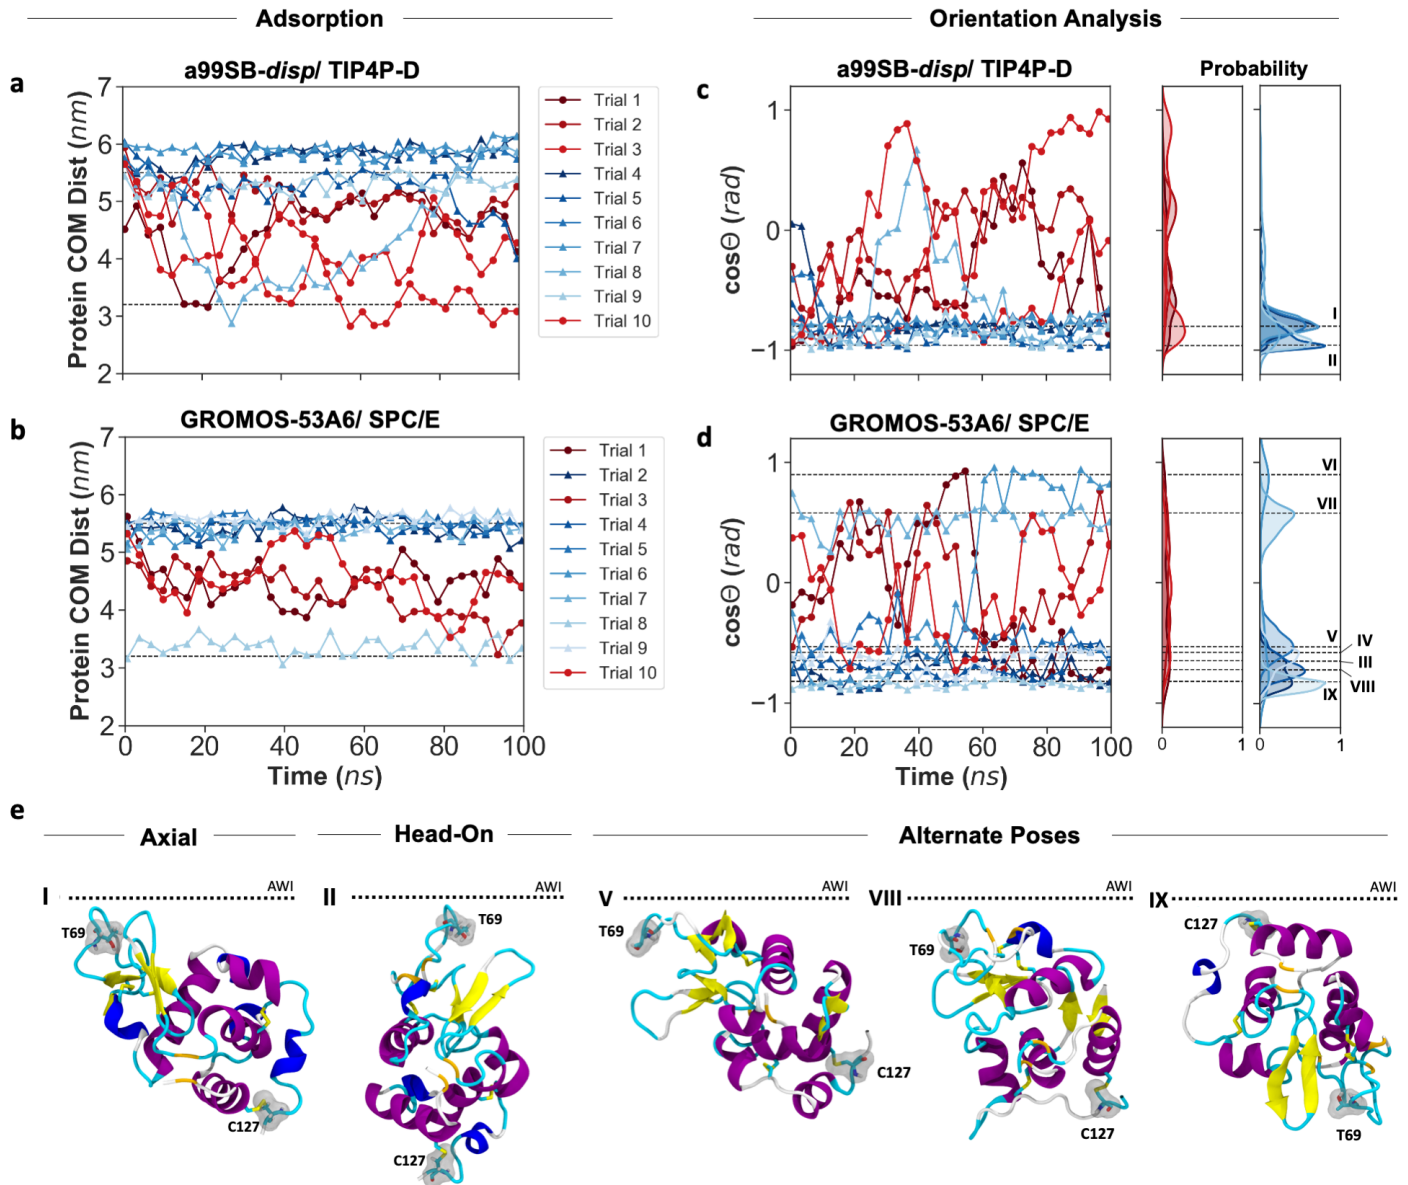 Adsorption
Orientation Analysis
a
a99SB-disp/ TIP4P-D
Protein COM Dist (nm)
7
6
5
4
3
2
Trial 1
Trial 2
Trial 3
Trial 4
Trial 5
Trial 6
Trial 7
Trial 8
Trial 9
Trial 10
c
a99SB-disp/ TIP4P-D
Probability
cosΘ (rad)
1
0
−1
I
II
b
GROMOS-53A6/ SPC/E
Protein COM Dist (nm)
7
6
5
4
3
2
0 20 40 60 80 100
Time (ns)
Trial 1
Trial 2
Trial 3
Trial 4
Trial 5
Trial 6
Trial 7
Trial 8
Trial 9
Trial 10
d
GROMOS-53A6/ SPC/E
cosΘ (rad)
1
0
−1
0 20 40 60 80 100
Time (ns)
0 1
0 1
VI
VII
V
IV
III
VIII
IX
e
Axial
Head-On
Alternate Poses
I
AWI
T69
C127
II
AWI
T69
C127
V
AWI
T69
C127
VIII
AWI
T69
C127
IX
AWI
C127
T69